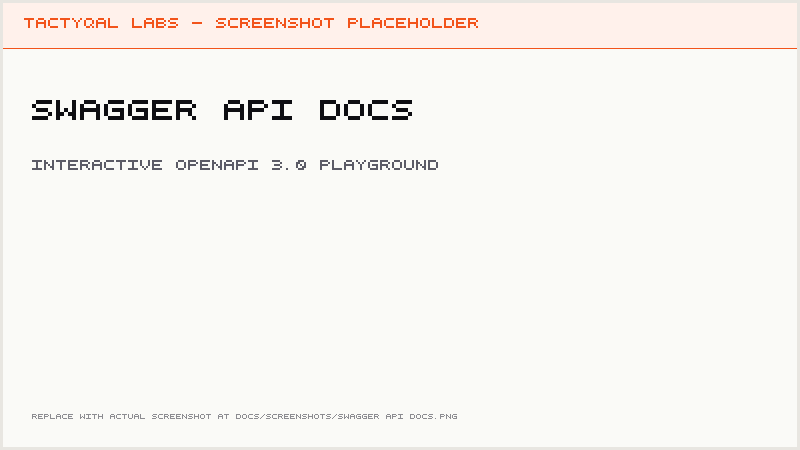 TACTYQAL LABS — SCREENSHOT PLACEHOLDER
SWAGGER API DOCS
INTERACTIVE OPENAPI 3.0 PLAYGROUND
REPLACE WITH ACTUAL SCREENSHOT AT DOCS/SCREENSHOTS/SWAGGER API DOCS.PNG